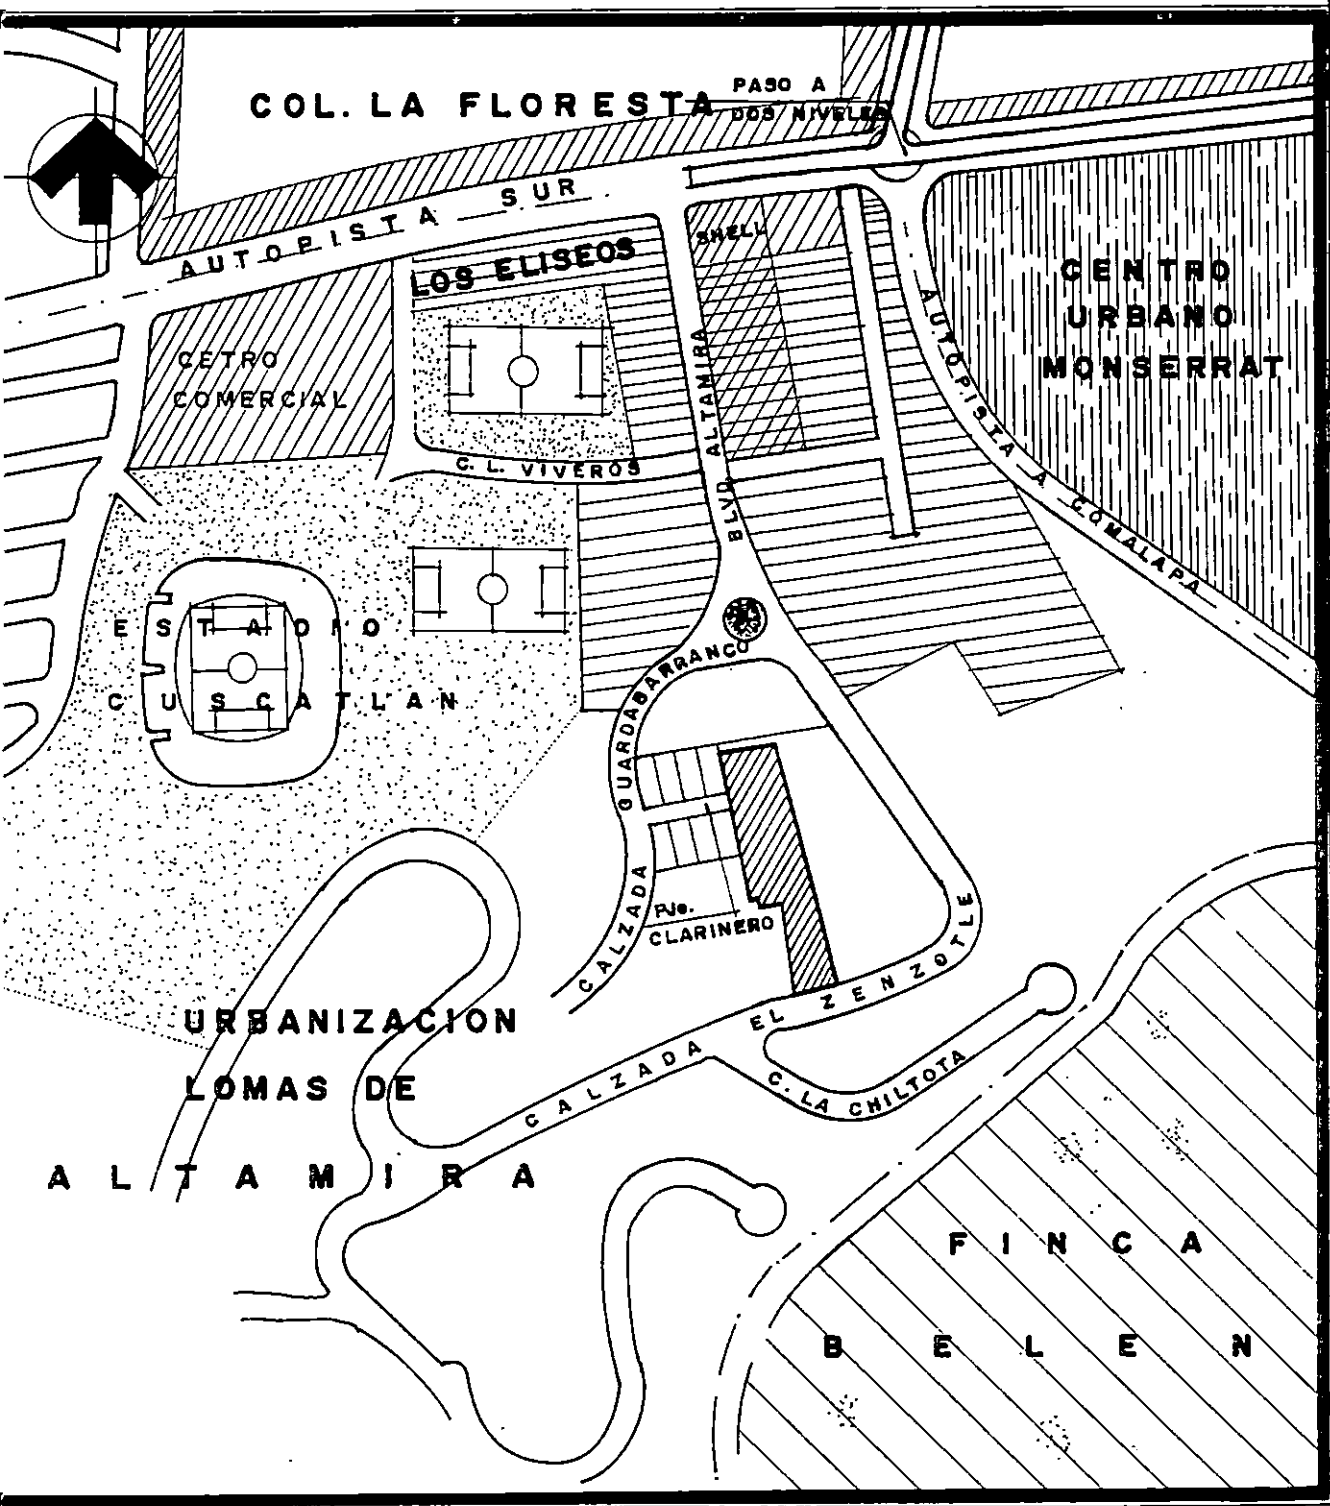 COL. LA FLORESTA
PASO A
DOS NIVELES
AUTOPISTA SUR
LOS ELISEOS
SHELL
CENTRO
URBANO
MONSERRAT
CETRO
COMERCIAL
BLVD. ALTAMIRA
AUTOPISTA A COMALAPA
C. L. VIVEROS
ESTADIO
CUSCATLAN
CALZADA GUARDABARRANCO
PJe.
CLARINERO
CALZADA EL ZENZOTLE
C. LA CHILTOTA
URBANIZACION
LOMAS DE
ALTAMIRA
FINCA
BELEN